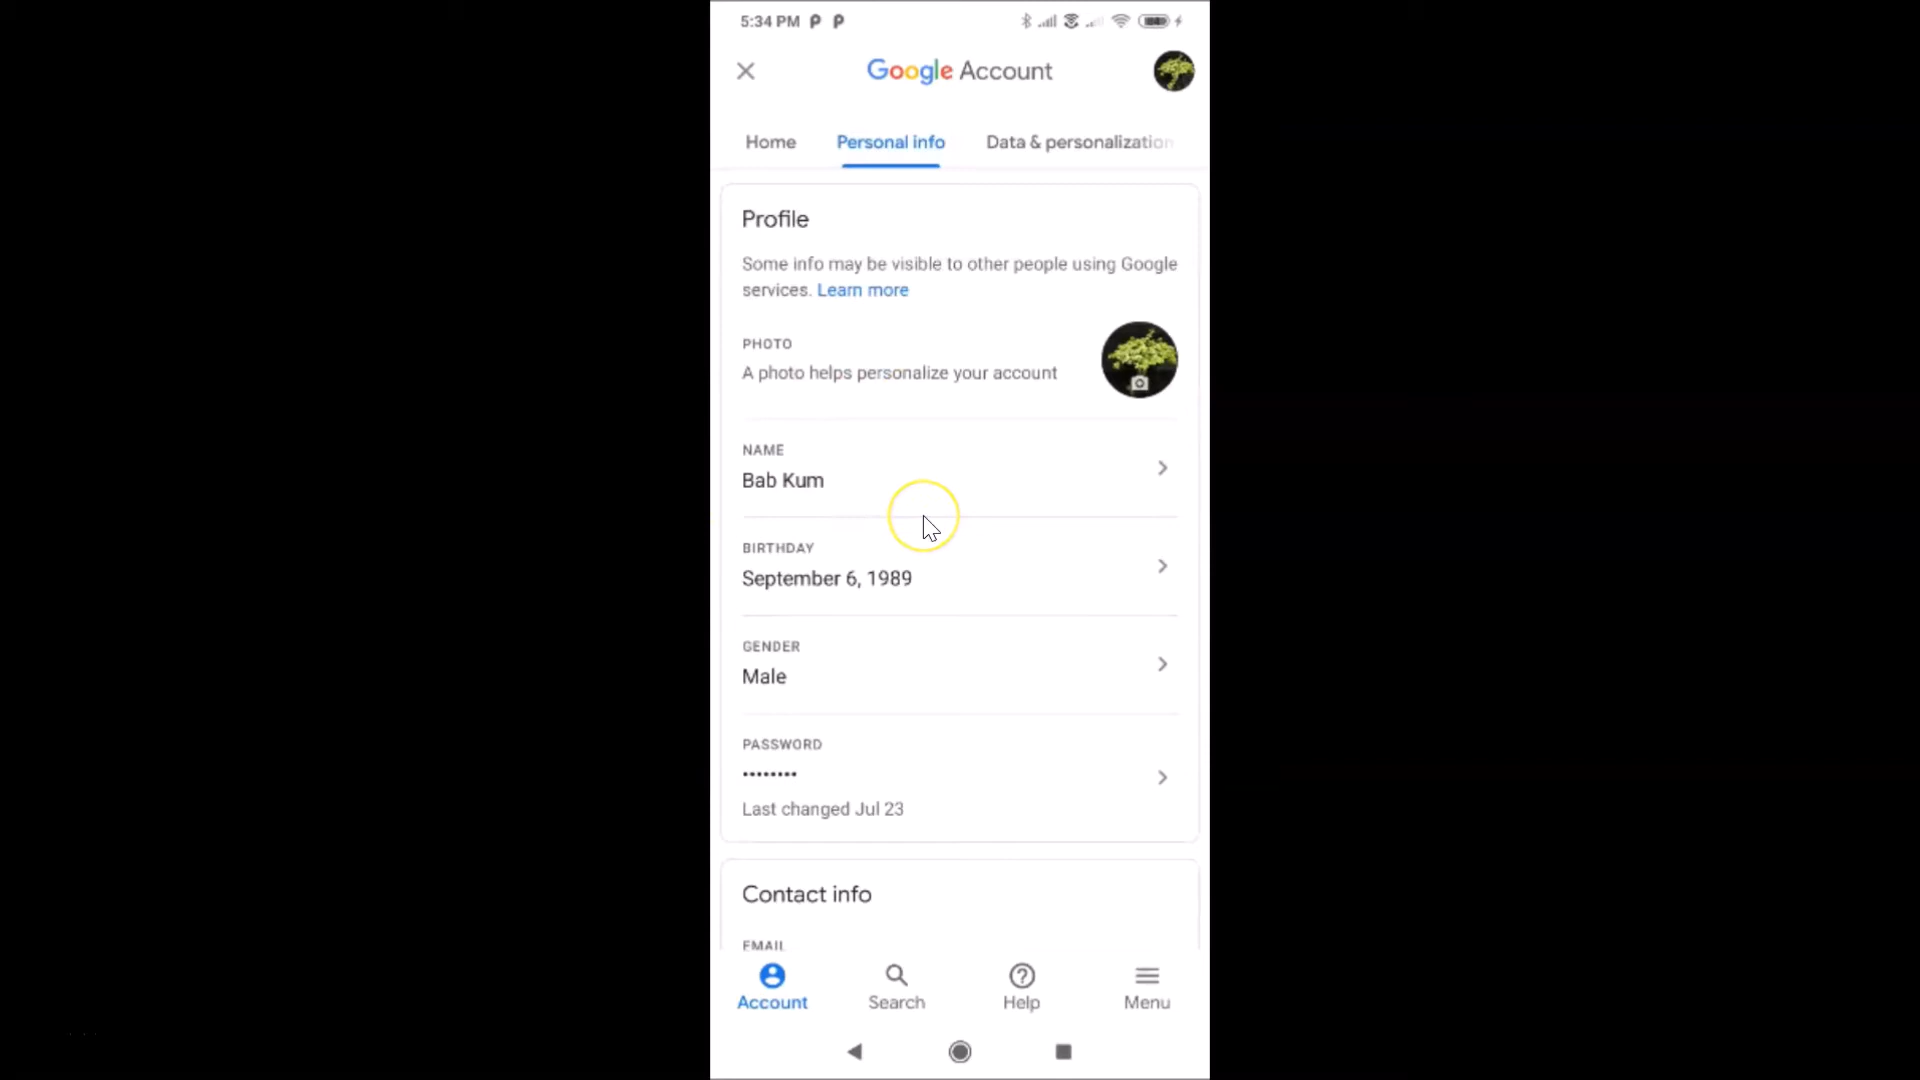 5:34 PM
Google Account
Home Personal info Data & personalization
Profile
Some info may be visible to other people using Google
services. Learn more
PHOTO
A photo helps personalize your account
NAME
Bab Kum
BIRTHDAY
September 6, 1989
GENDER
Male
PASSWORD
••••••••
Last changed Jul 23
Contact info
EMAIL
Account Search Help Menu